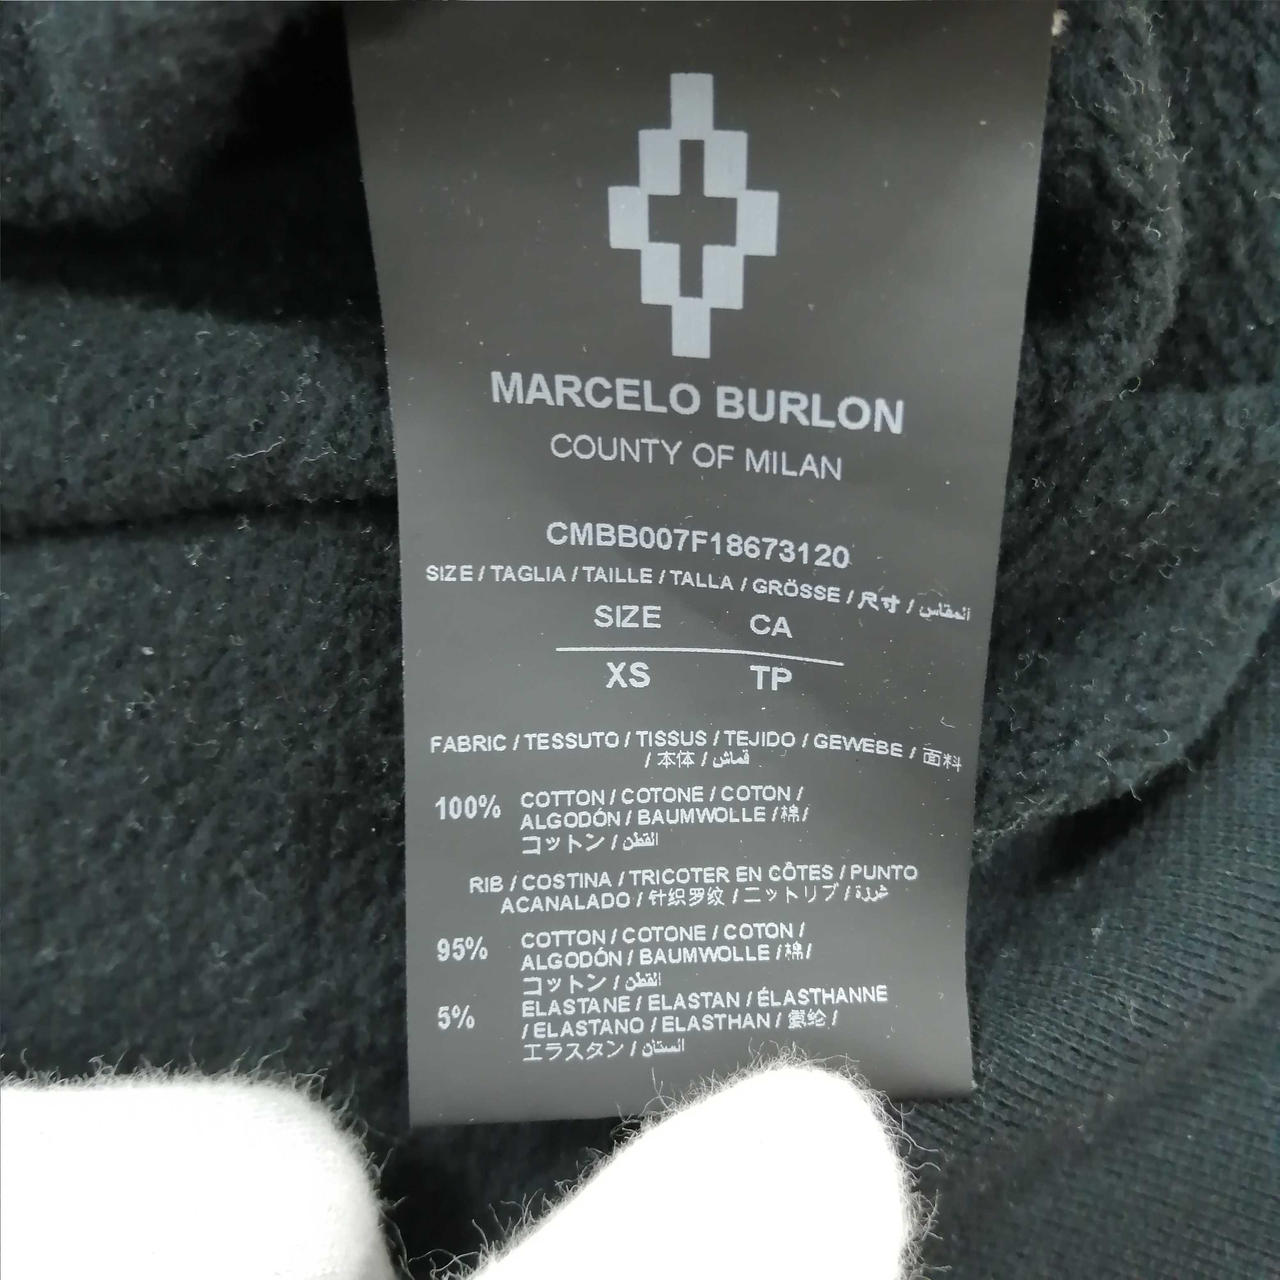 MARCELO BURLON
COUNTY OF MILAN
CMBB007F18673120
SIZE / TAGLIA / TAILLE / TALLA / GRÖSSE / 尺寸 / المقاس
SIZE CA
XS TP
FABRIC / TESSUTO / TISSUS / TEJIDO / GEWEBE / 面料
/ 本体 / قماش
100% COTTON / COTONE / COTON /
ALGODÓN / BAUMWOLLE / 棉 /
コットン / القطن
RIB / COSTINA / TRICOTER EN CÔTES / PUNTO
ACANALADO / 针织罗纹 / ニットリブ / غرزة
95% COTTON / COTONE / COTON /
ALGODÓN / BAUMWOLLE / 棉 /
コットン / القطن
5% ELASTANE / ELASTAN / ÉLASTHANNE
/ ELASTANO / ELASTHAN / 氨纶 /
エラスタン / الستان